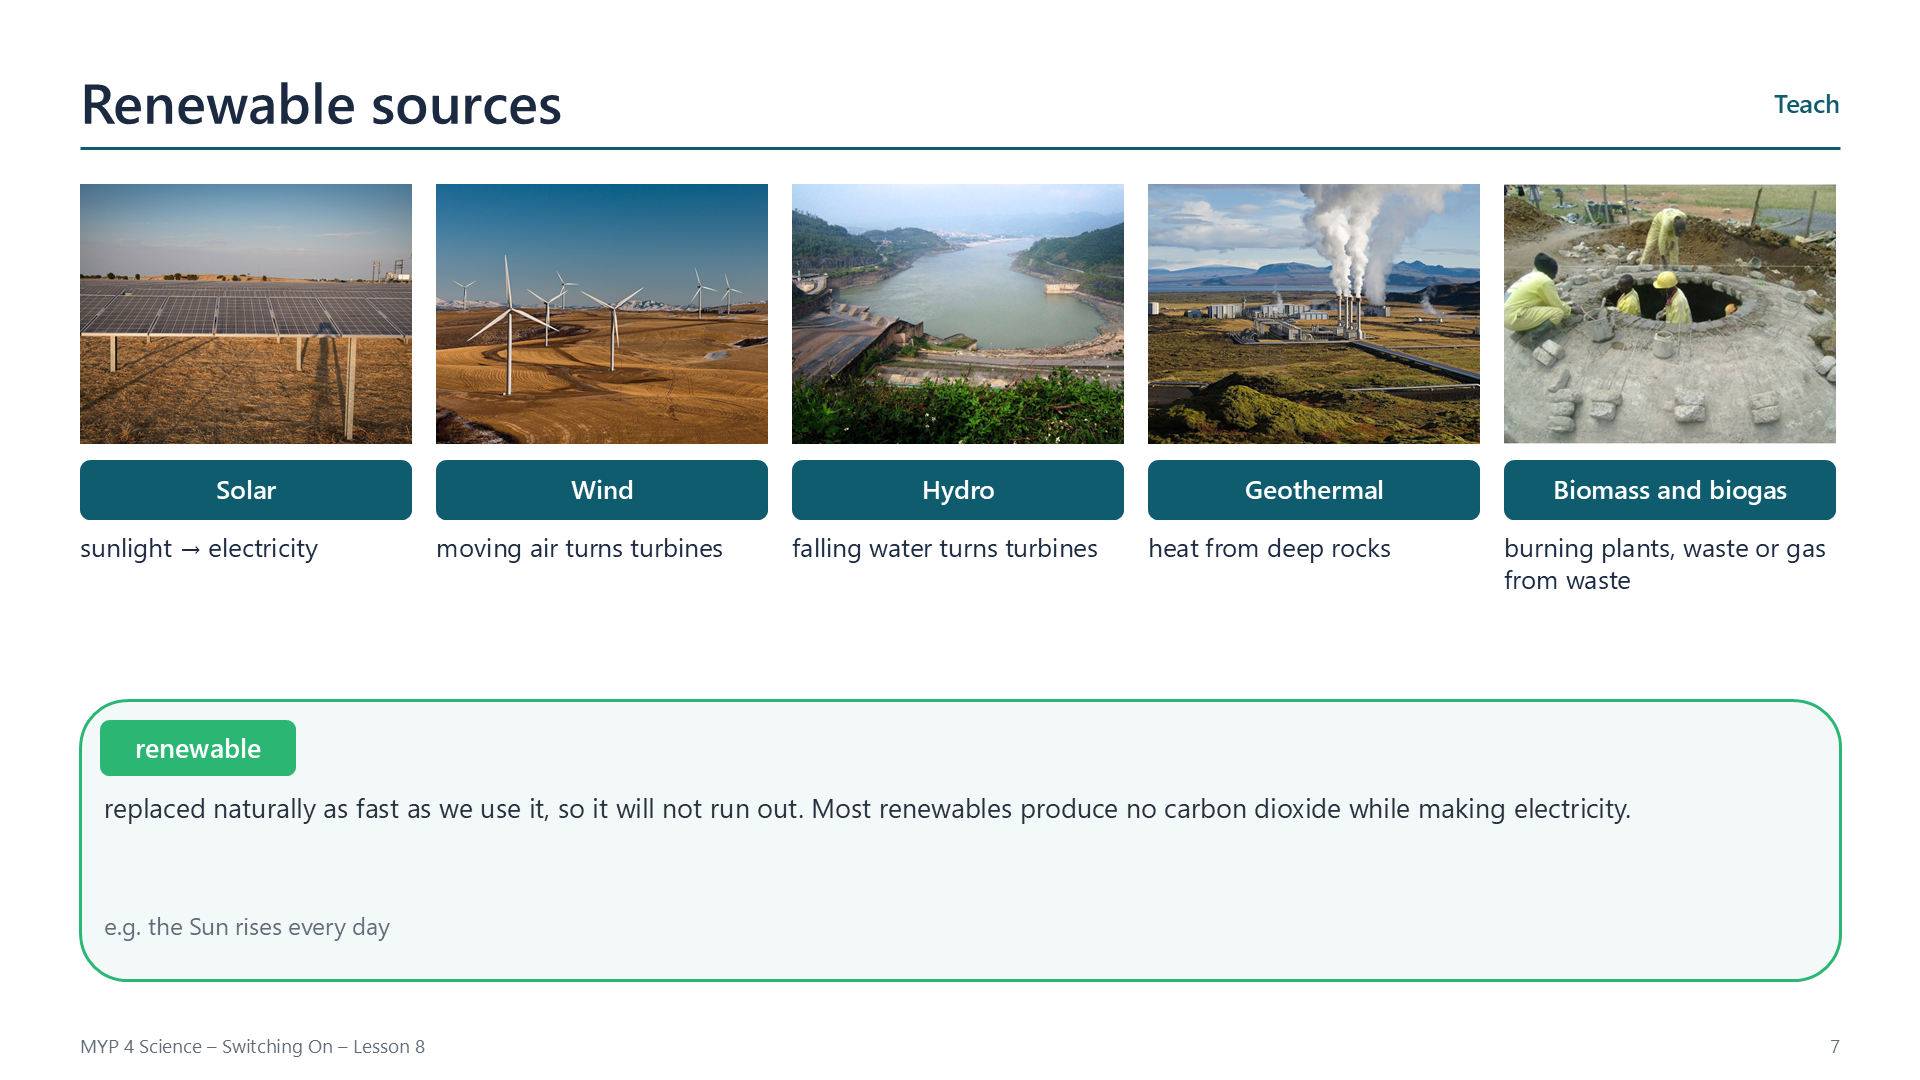 Renewable sources
Teach
Solar
Wind
Hydro
Geothermal
Biomass and biogas
sunlight → electricity
moving air turns turbines
falling water turns turbines
heat from deep rocks
burning plants, waste or gas
from waste
renewable
replaced naturally as fast as we use it, so it will not run out. Most renewables produce no carbon dioxide while making electricity.
e.g. the Sun rises every day
MYP 4 Science – Switching On – Lesson 8
7